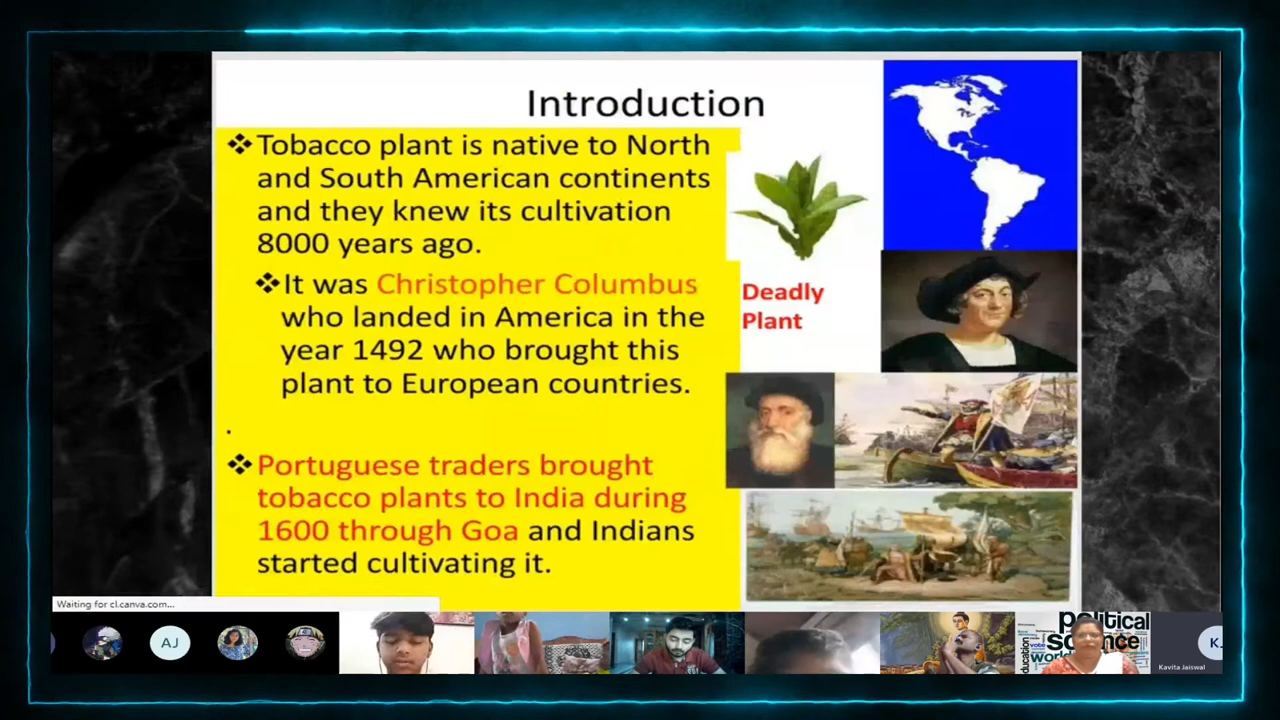 Introduction
❖Tobacco plant is native to North
and South American continents
and they knew its cultivation
8000 years ago.
❖It was Christopher Columbus
who landed in America in the
year 1492 who brought this
plant to European countries.
.
❖Portuguese traders brought
tobacco plants to India during
1600 through Goa and Indians
started cultivating it.
Deadly
Plant
Waiting for cl.canva.com...
AJ
political
science
education
vote
world
K
Kavita Jaiswal